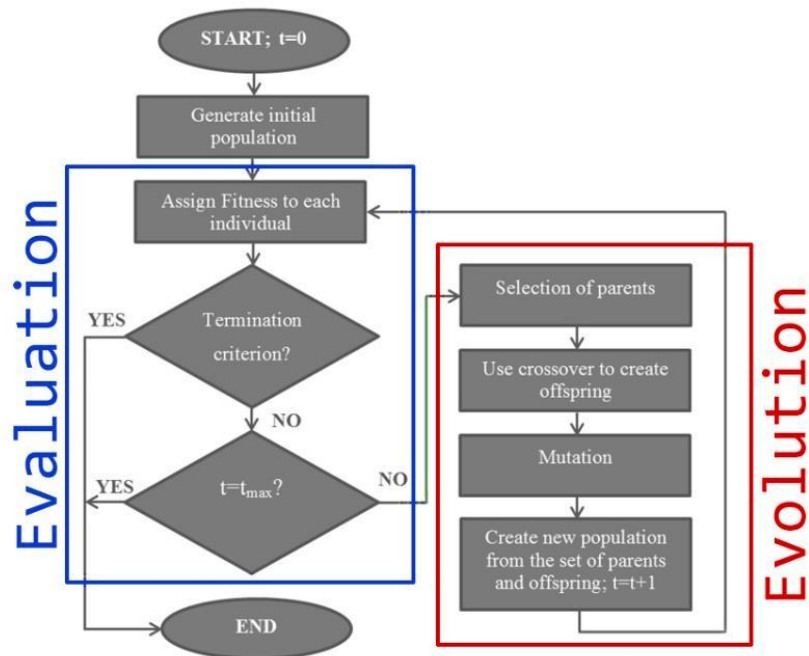 START; t=0
Generate initial
population
Evaluation
Assign Fitness to each
individual
YES
Termination
criterion?
NO
YES
t=tmax?
NO
END
Evolution
Selection of parents
Use crossover to create
offspring
Mutation
Create new population
from the set of parents
and offspring; t=t+1